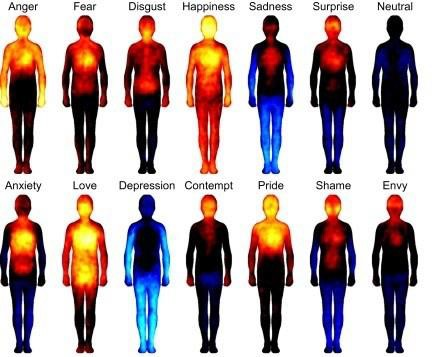 Anger Fear Disgust Happiness Sadness Surprise Neutral
Anxiety Love Depression Contempt Pride Shame Envy